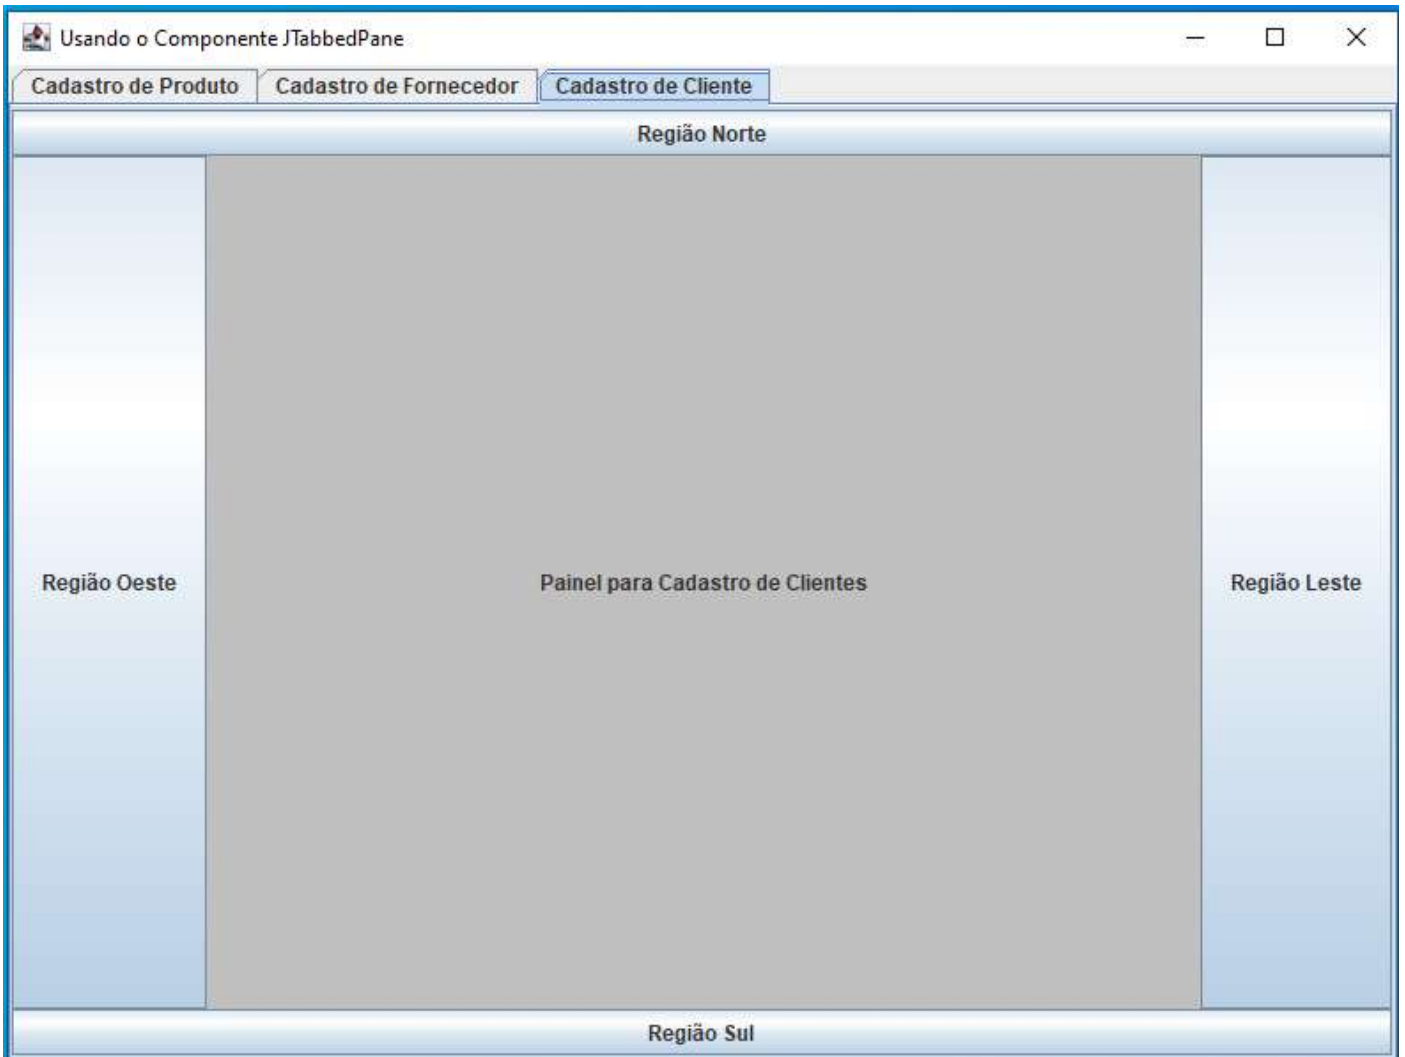 Usando o Componente JTabbedPane
Cadastro de Produto
Cadastro de Fornecedor
Cadastro de Cliente
Região Norte
Região Oeste
Painel para Cadastro de Clientes
Região Leste
Região Sul